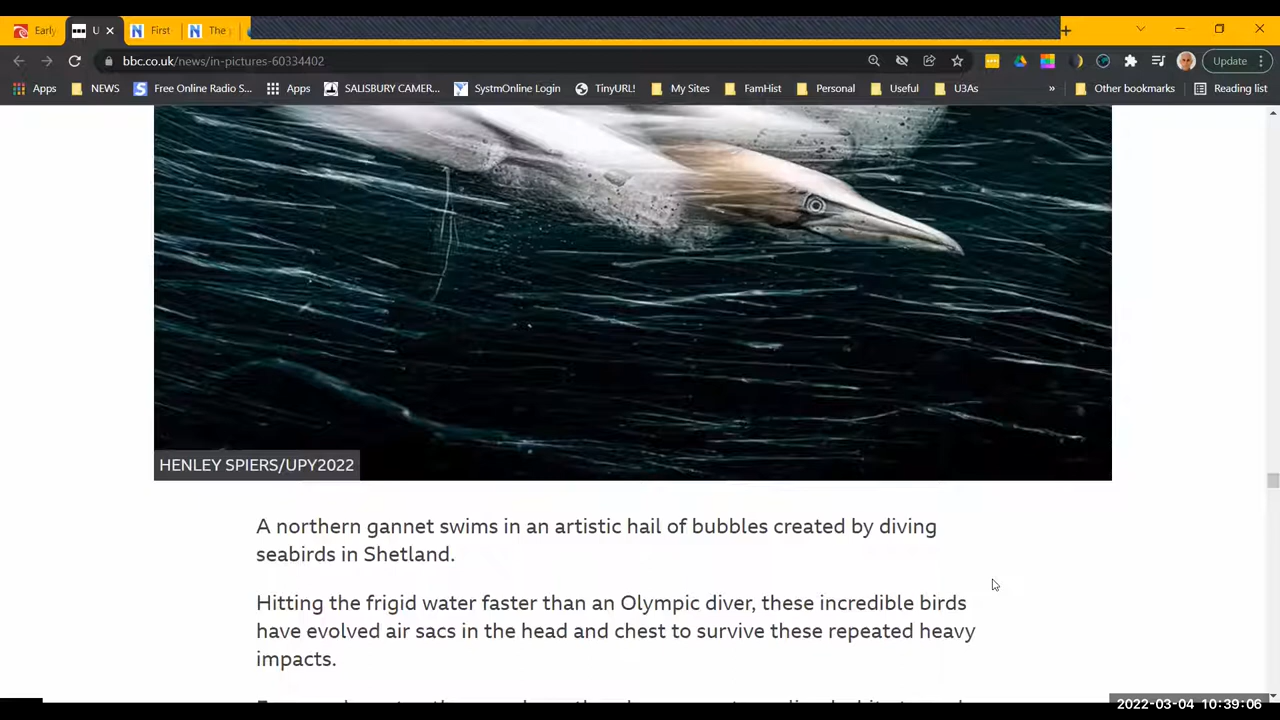 Early
U
First
The
bbc.co.uk/news/in-pictures-60334402
Update
Apps
NEWS
Free Online Radio S...
Apps
SALISBURY CAMER...
SystmOnline Login
TinyURL!
My Sites
FamHist
Personal
Useful
U3As
»
Other bookmarks
Reading list
HENLEY SPIERS/UPY2022
A northern gannet swims in an artistic hail of bubbles created by diving
seabirds in Shetland.
Hitting the frigid water faster than an Olympic diver, these incredible birds
have evolved air sacs in the head and chest to survive these repeated heavy
impacts.
2022-03-04 10:39:06